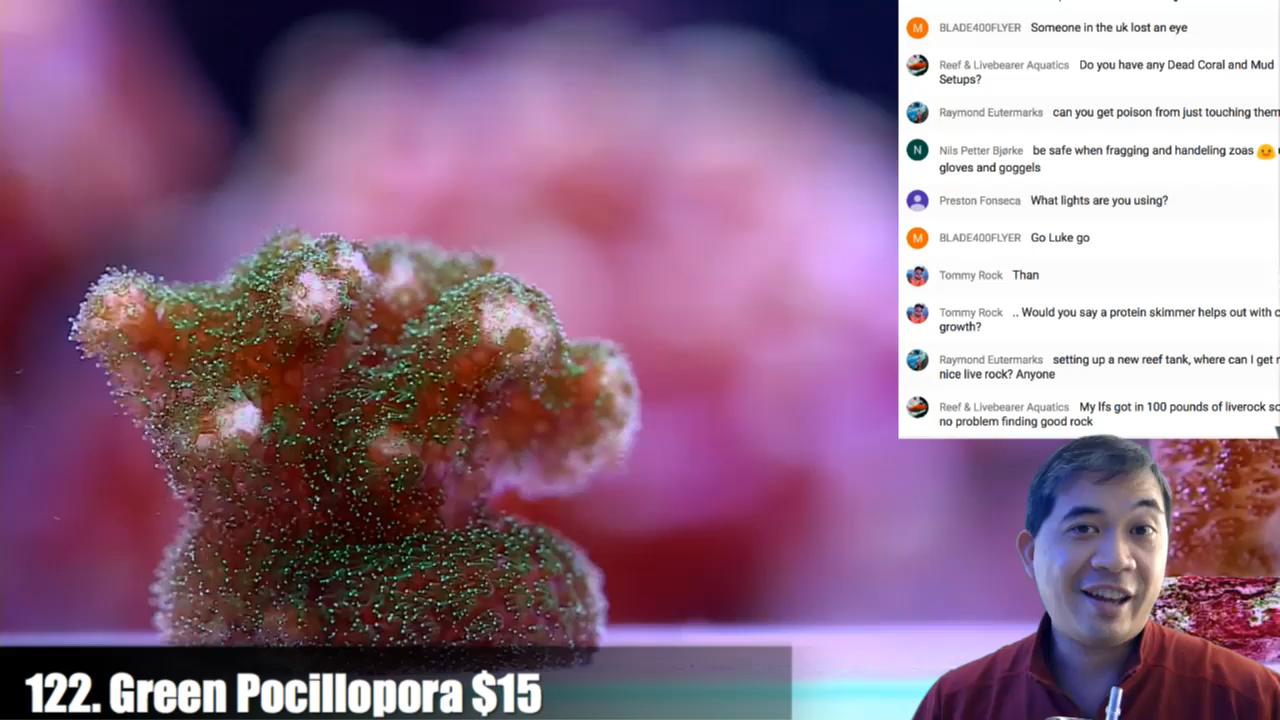 M BLADE400FLYER Someone in the uk lost an eye
Reef & Livebearer Aquatics Do you have any Dead Coral and Mud
Setups?
Raymond Eutermarks can you get poison from just touching them
N Nils Petter Bjørke be safe when fragging and handeling zoas
gloves and goggels
Preston Fonseca What lights are you using?
M BLADE400FLYER Go Luke go
Tommy Rock Than
Tommy Rock .. Would you say a protein skimmer helps out with
growth?
Raymond Eutermarks setting up a new reef tank, where can I get
nice live rock? Anyone
Reef & Livebearer Aquatics My lfs got in 100 pounds of liverock
no problem finding good rock
122. Green Pocillopora $15